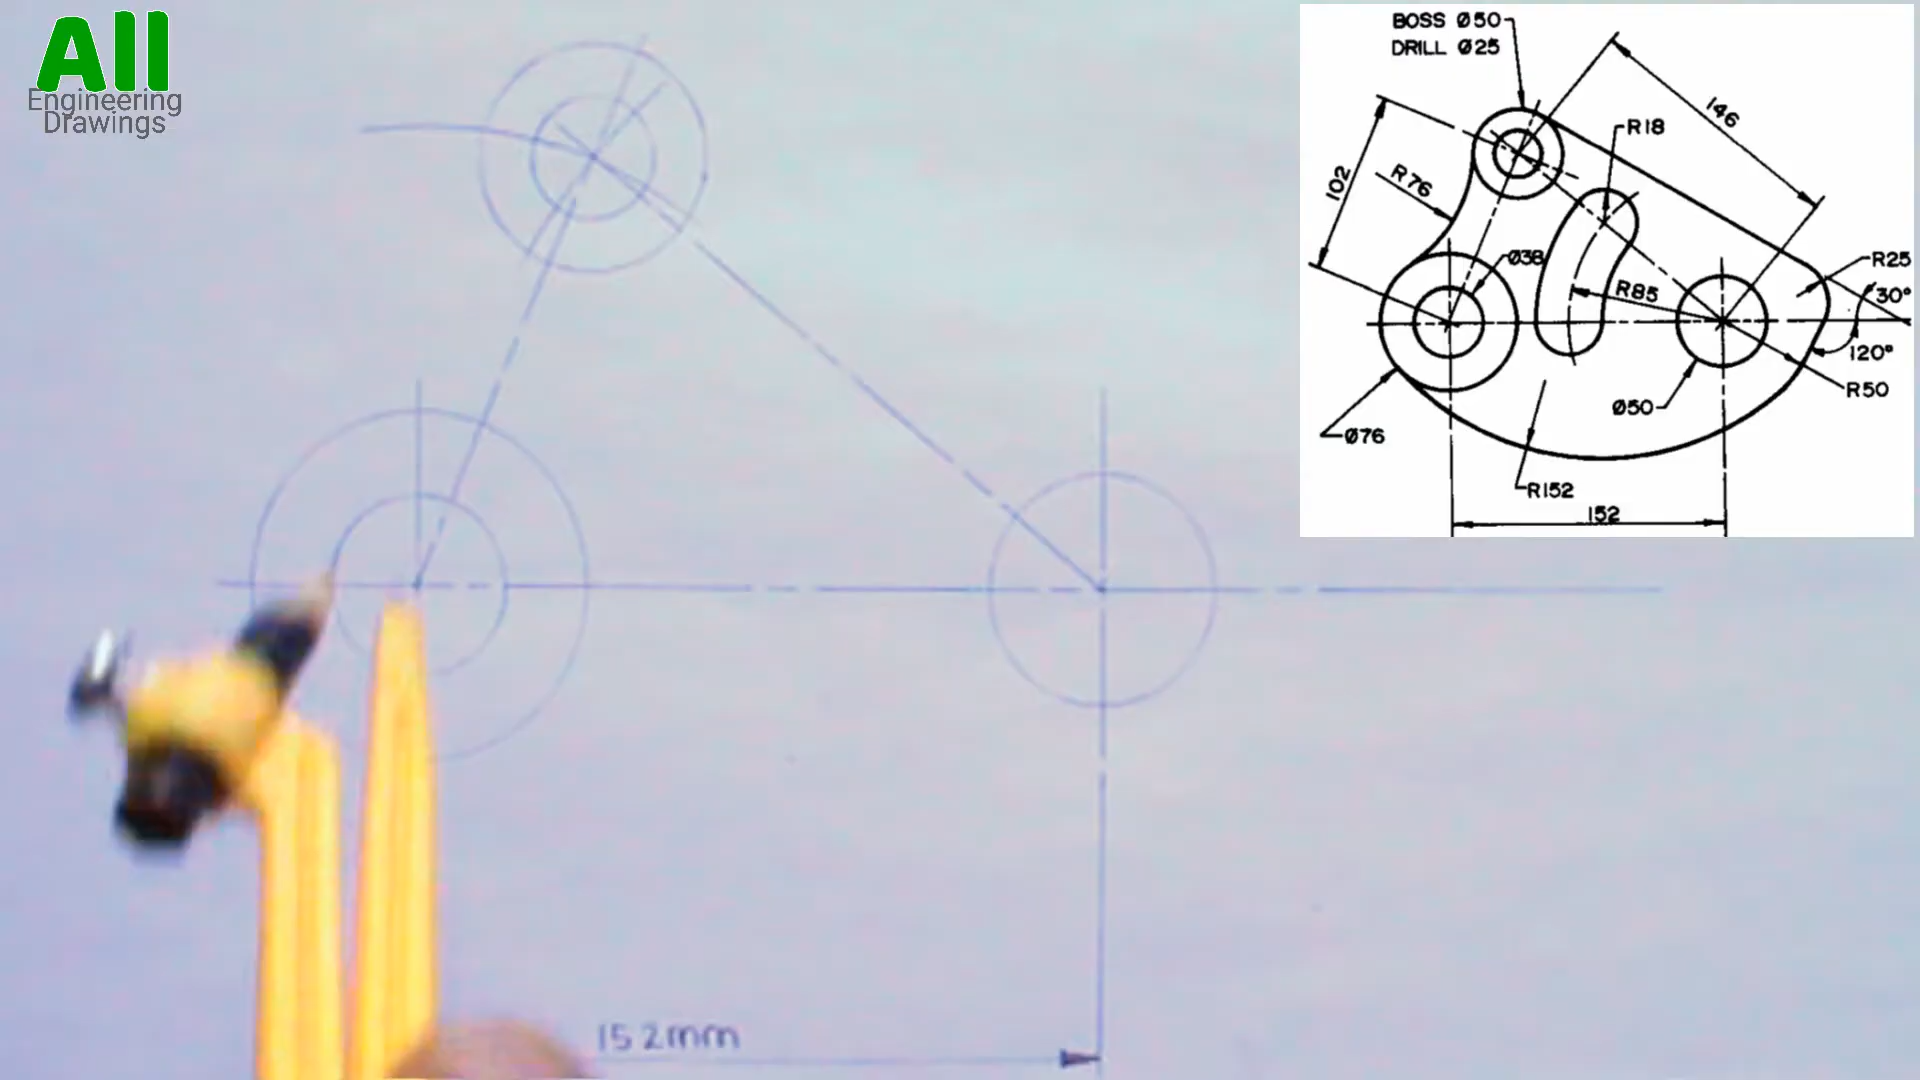 All
Engineering
Drawings
BOSS Ø50
DRILL Ø25
146
R18
102
R76
Ø38
R85
R25
30°
120°
R50
Ø50
Ø76
R152
152
152mm